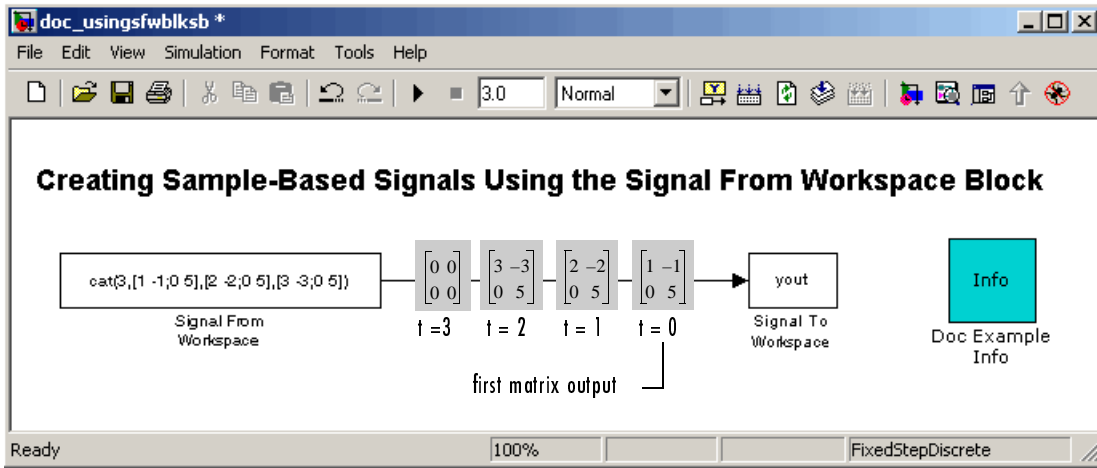 doc_usingsfwblksb *
File Edit View Simulation Format Tools Help
3.0 Normal
Creating Sample-Based Signals Using the Signal From Workspace Block
cat(3,[1 -1;0 5],[2 -2;0 5],[3 -3;0 5])
Signal From
Workspace
0 0
0 0
t =3
3 –3
0 5
t = 2
2 –2
0 5
t = 1
1 –1
0 5
t = 0
first matrix output
yout
Signal To
Workspace
Info
Doc Example
Info
Ready 100% FixedStepDiscrete